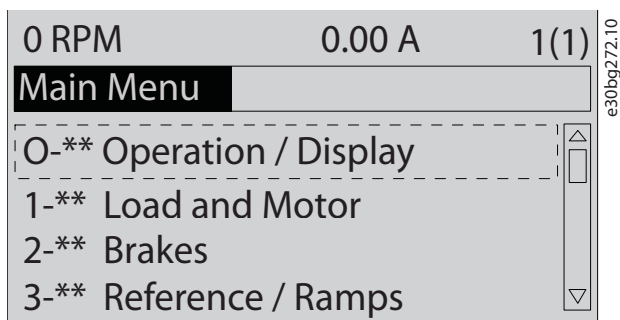 0 RPM 0.00 A 1(1)
Main Menu
O-** Operation / Display
1-** Load and Motor
2-** Brakes
3-** Reference / Ramps
e30bg272.10